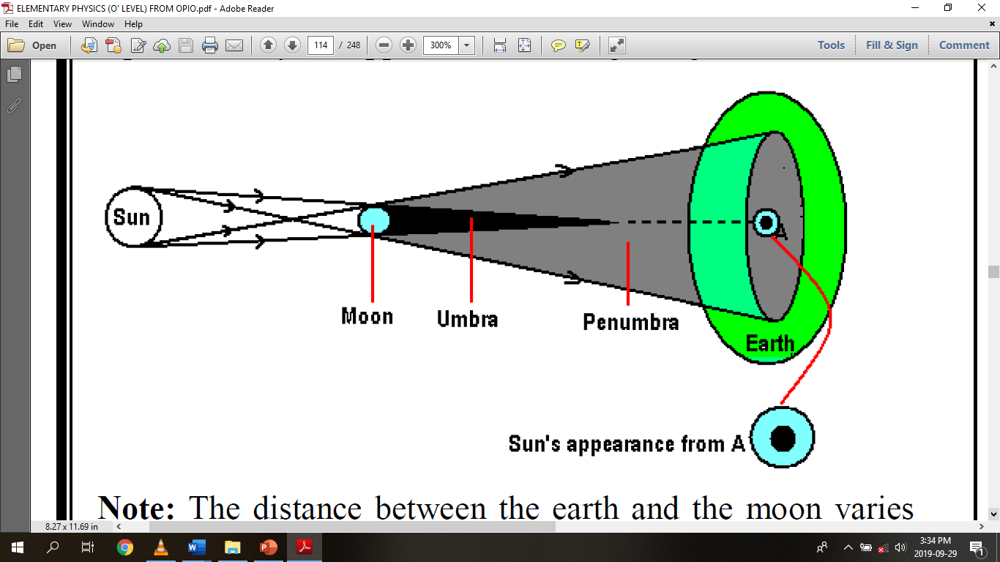 ELEMENTARY PHYSICS (O' LEVEL) FROM OPIO.pdf - Adobe Reader
File Edit View Window Help
Open 114 / 248 300% Tools Fill & Sign Comment
Sun
A
Moon
Umbra
Penumbra
Earth
Sun's appearance from A
Note: The distance between the earth and the moon varies
8.27 x 11.69 in
3:34 PM
2019-09-29
1